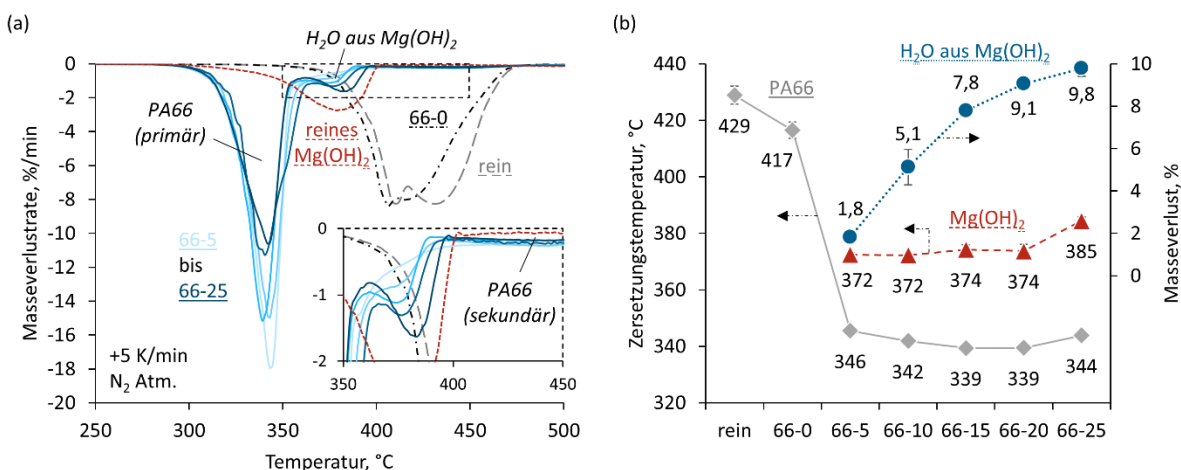 (a)
H₂O aus Mg(OH)₂
0
-2
-4
-6
-8
-10
-12
-14
-16
-18
-20
Masseverlustrate, %/min
PA66
(primär)
reines
Mg(OH)₂
66-0
rein
66-5
bis
66-25
+5 K/min
N₂ Atm.
0
-1
-2
PA66
(sekundär)
350
400
450
250
300
350
400
450
500
Temperatur, °C
(b)
H₂O aus Mg(OH)₂
440
420
400
380
360
340
320
Zersetzungstemperatur, °C
PA66
429
417
346
342
339
339
344
1,8
5,1
7,8
9,1
9,8
Mg(OH)₂
372
372
374
374
385
10
8
6
4
2
0
Masseverlust, %
rein
66-0
66-5
66-10
66-15
66-20
66-25